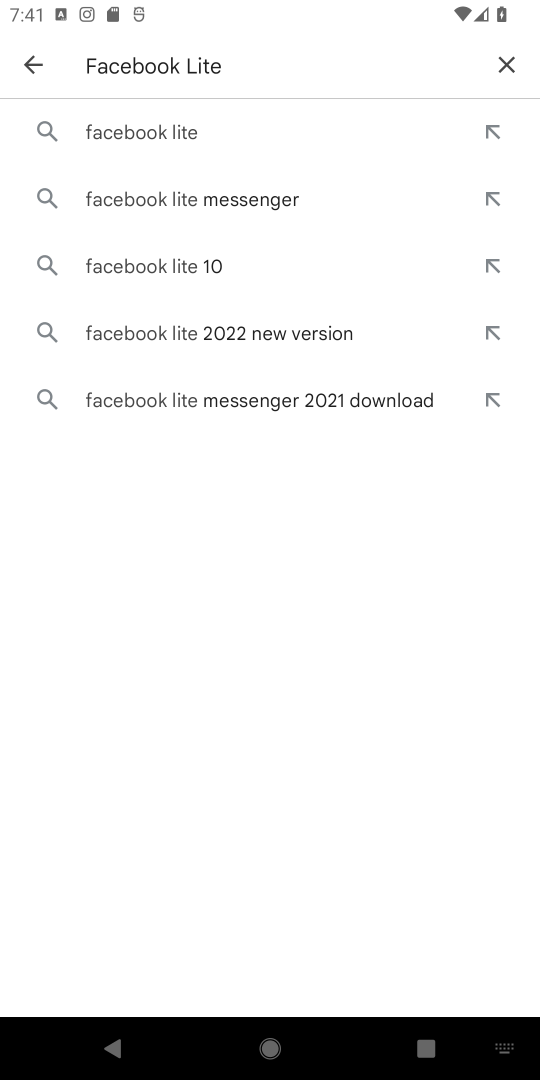 7:41
Facebook Lite
facebook lite
facebook lite messenger
facebook lite 10
facebook lite 2022 new version
facebook lite messenger 2021 download